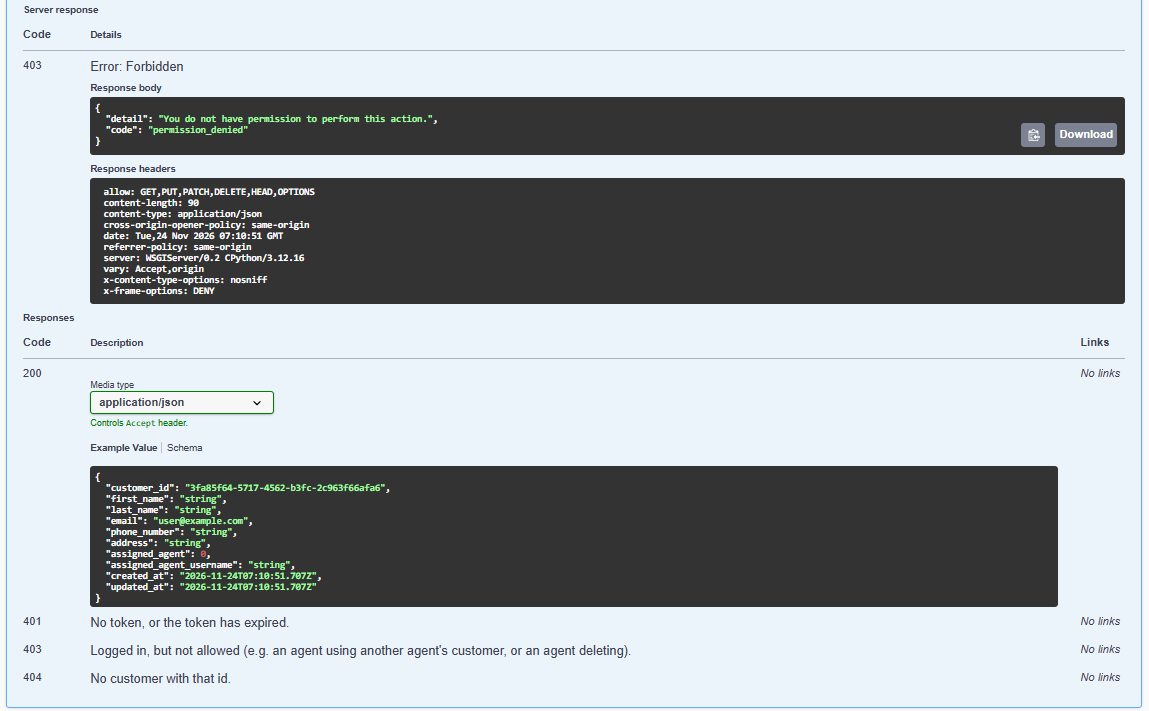 Server response
Code Details
403 Error: Forbidden
Response body
{
  "detail": "You do not have permission to perform this action.",
  "code": "permission_denied"
}
Download
Response headers
allow: GET,PUT,PATCH,DELETE,HEAD,OPTIONS
content-length: 90
content-type: application/json
cross-origin-opener-policy: same-origin
date: Tue,24 Nov 2026 07:10:51 GMT
referrer-policy: same-origin
server: WSGIServer/0.2 CPython/3.12.16
vary: Accept,origin
x-content-type-options: nosniff
x-frame-options: DENY
Responses
Code Description Links
200 No links
Media type
application/json
Controls Accept header.
Example Value Schema
{
  "customer_id": "3fa85f64-5717-4562-b3fc-2c963f66afa6",
  "first_name": "string",
  "last_name": "string",
  "email": "user@example.com",
  "phone_number": "string",
  "address": "string",
  "assigned_agent": 0,
  "assigned_agent_username": "string",
  "created_at": "2026-11-24T07:10:51.707Z",
  "updated_at": "2026-11-24T07:10:51.707Z"
}
401 No token, or the token has expired. No links
403 Logged in, but not allowed (e.g. an agent using another agent's customer, or an agent deleting). No links
404 No customer with that id. No links